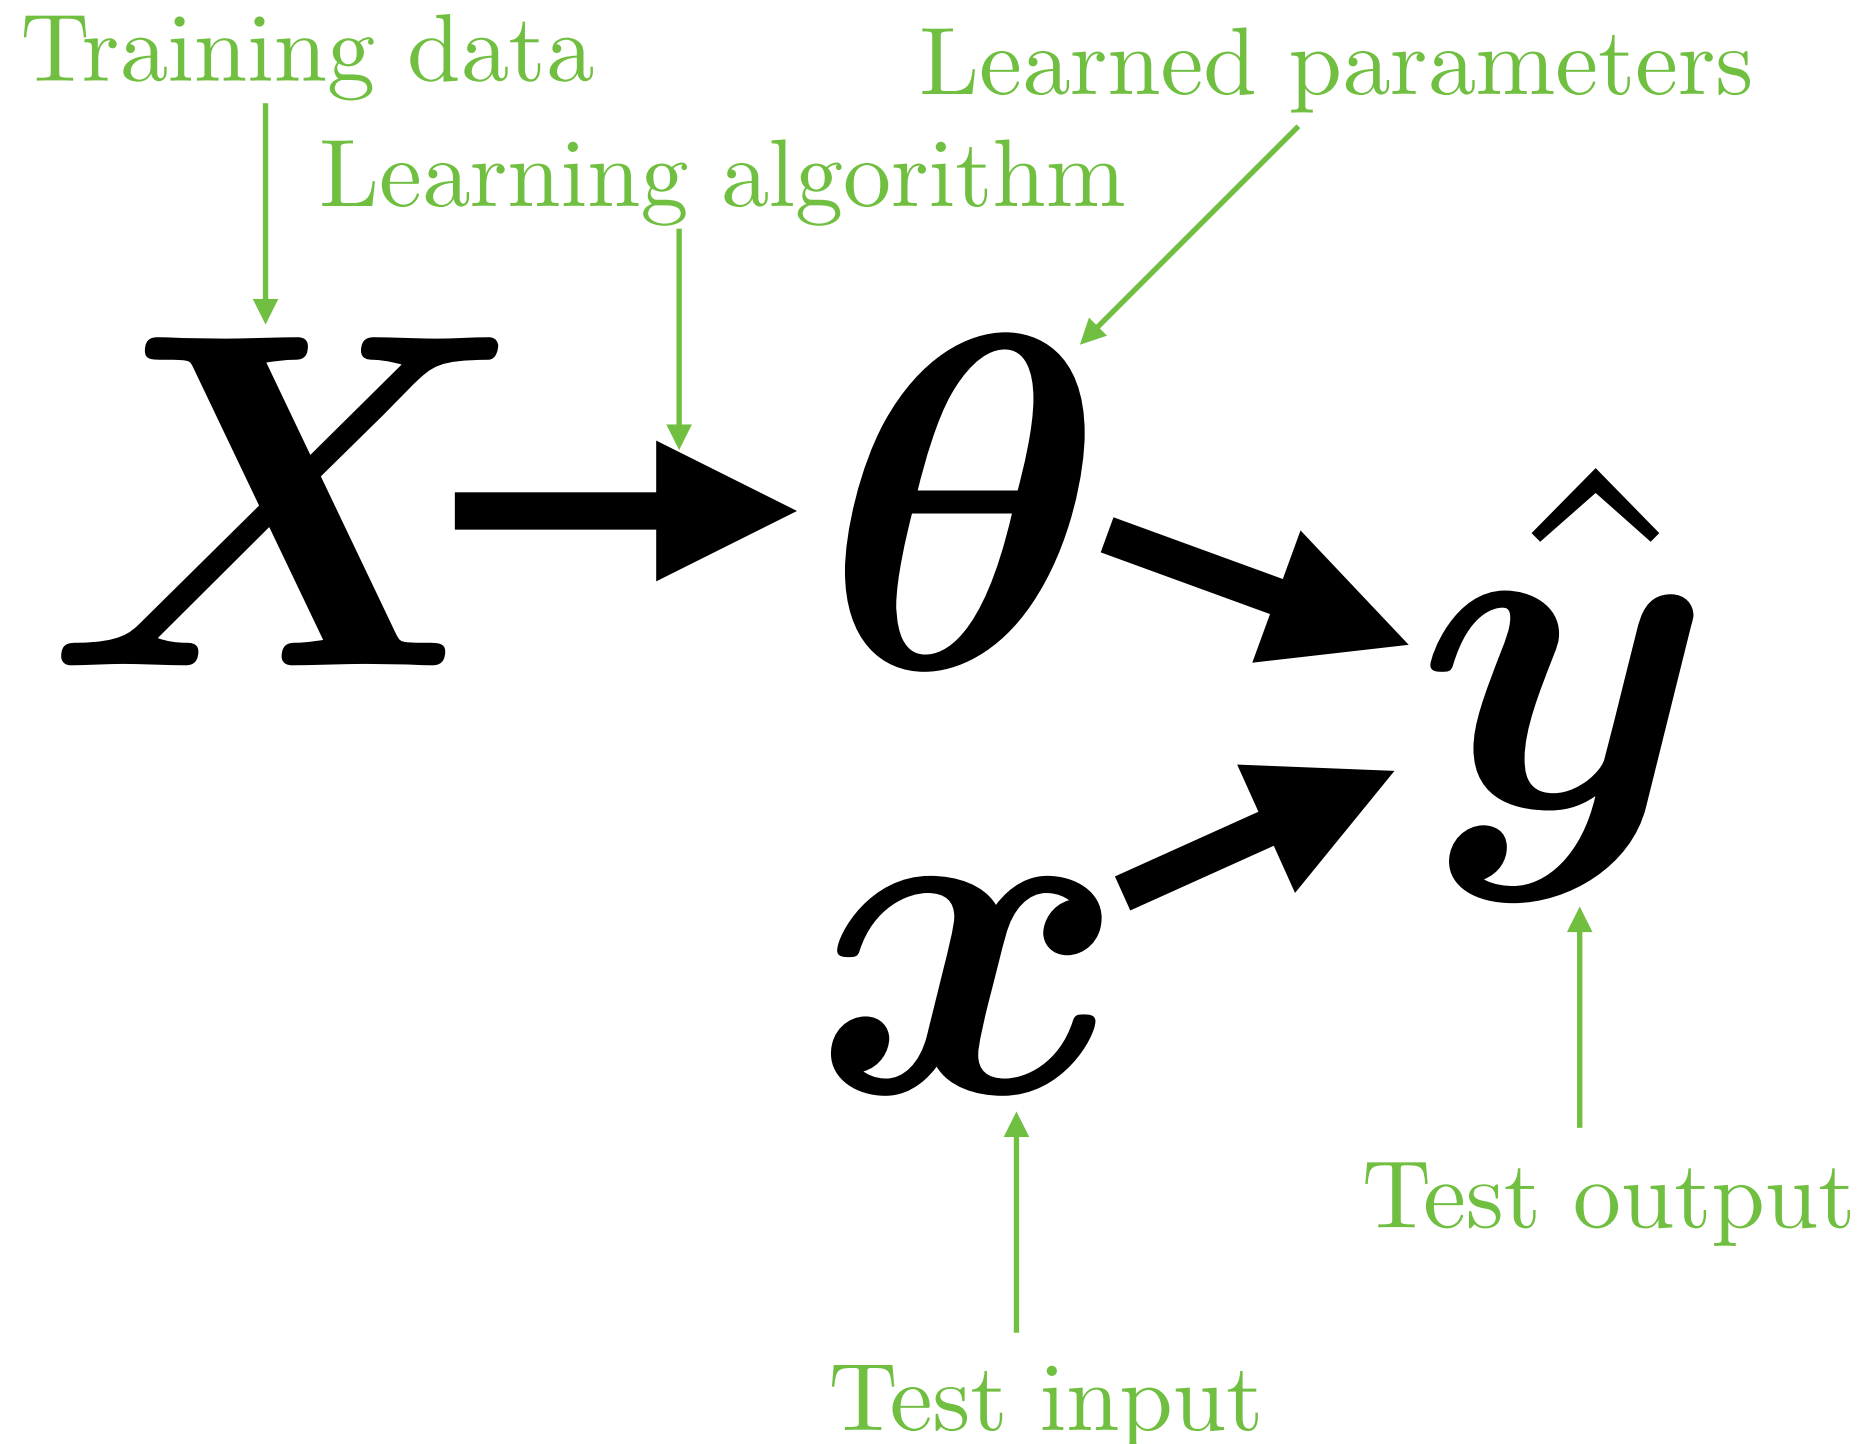 Training data
Learned parameters
Learning algorithm
X
θ
ŷ
x
Test output
Test input